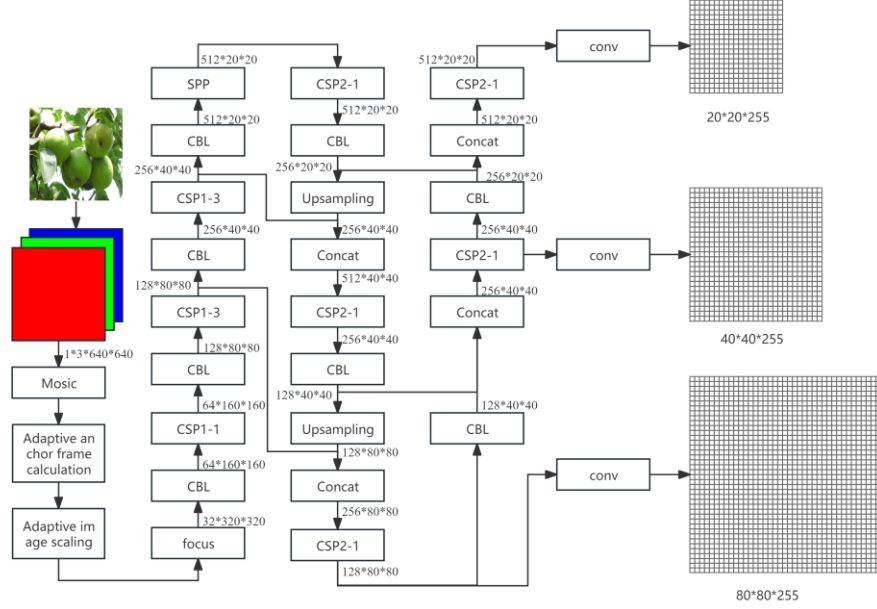 1*3*640*640
Mosic
Adaptive an
chor frame
calculation
Adaptive im
age scaling
512*20*20
SPP
512*20*20
CBL
256*40*40
CSP1-3
256*40*40
CBL
128*80*80
CSP1-3
128*80*80
CBL
64*160*160
CSP1-1
64*160*160
CBL
32*320*320
focus
CSP2-1
512*20*20
CBL
256*20*20
Upsampling
256*40*40
Concat
512*40*40
CSP2-1
256*40*40
CBL
128*40*40
Upsampling
128*80*80
Concat
256*80*80
CSP2-1
128*80*80
512*20*20
CSP2-1
512*20*20
Concat
256*20*20
CBL
256*40*40
CSP2-1
256*40*40
Concat
128*40*40
CBL
conv
20*20*255
conv
40*40*255
conv
80*80*255